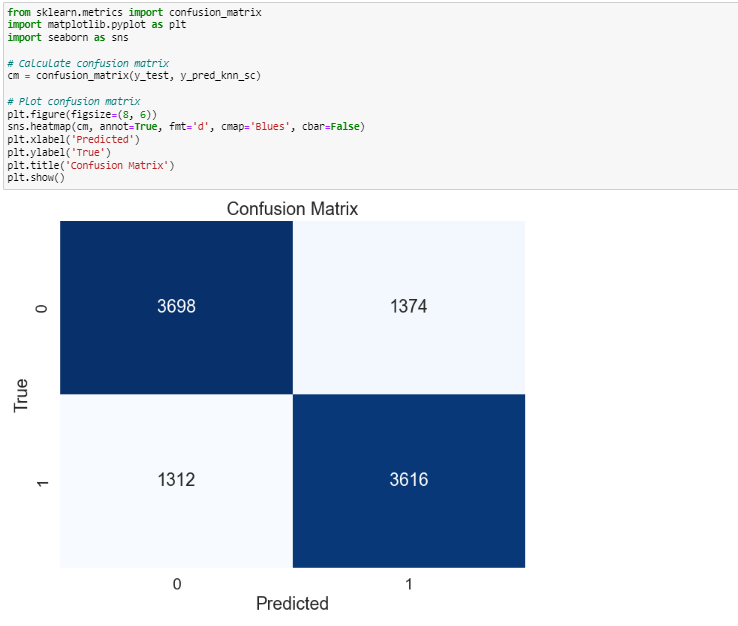 from sklearn.metrics import confusion_matrix
import matplotlib.pyplot as plt
import seaborn as sns

# Calculate confusion matrix
cm = confusion_matrix(y_test, y_pred_knn_sc)

# Plot confusion matrix
plt.figure(figsize=(8, 6))
sns.heatmap(cm, annot=True, fmt='d', cmap='Blues', cbar=False)
plt.xlabel('Predicted')
plt.ylabel('True')
plt.title('Confusion Matrix')
plt.show()
Confusion Matrix
0
3698
1374
True
1
1312
3616
0
1
Predicted